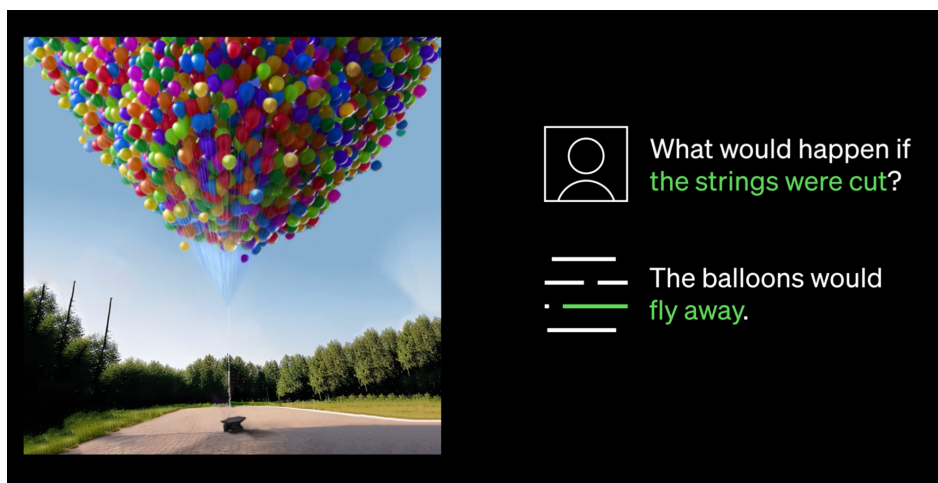 What would happen if
the strings were cut?
The balloons would
fly away.